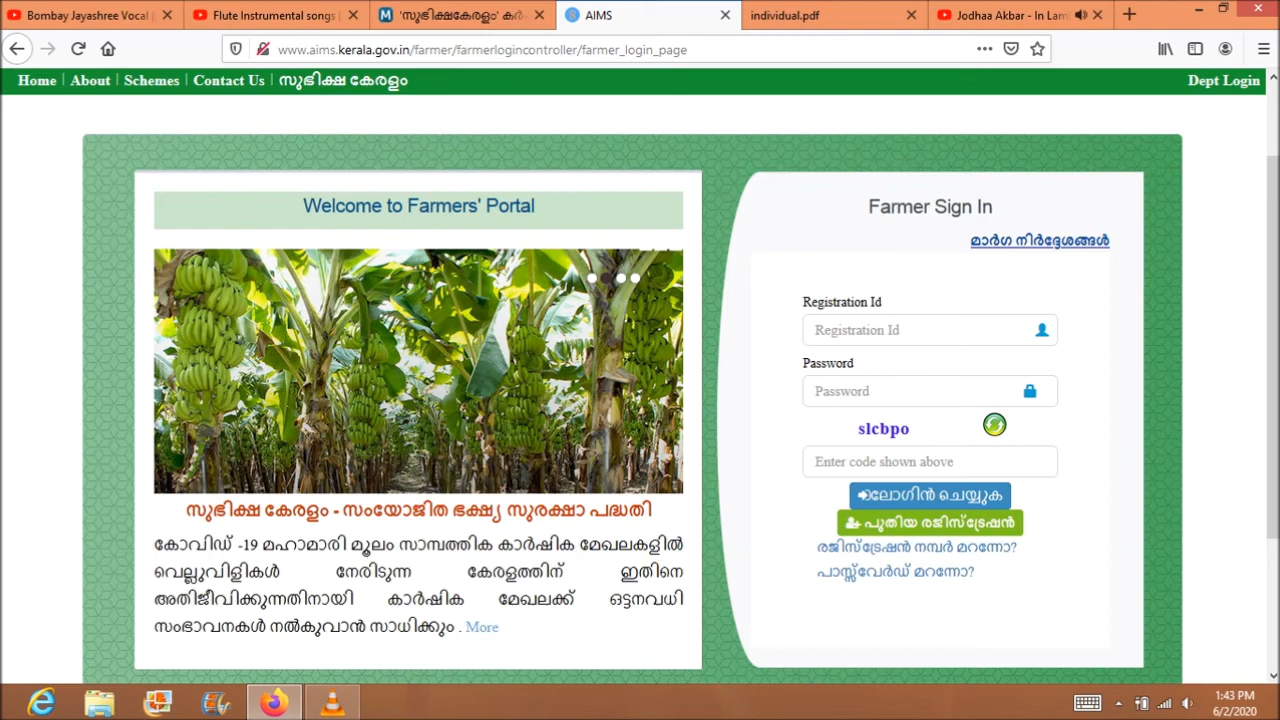 Bombay Jayashree Vocal
Flute Instrumental songs
'സുഭിക്ഷകേരളം' കർ
AIMS
individual.pdf
Jodhaa Akbar - In Lam
www.aims.kerala.gov.in/farmer/farmerlogincontroller/farmer_login_page
Home | About | Schemes | Contact Us | സുഭിക്ഷ കേരളം
Dept Login
Welcome to Farmers' Portal
സുഭിക്ഷ കേരളം - സംയോജിത ഭക്ഷ്യ സുരക്ഷാ പദ്ധതി
കോവിഡ് -19 മഹാമാരി മൂലം സാമ്പത്തിക കാർഷിക മേഖലകളിൽ
വെല്ലുവിളികൾ നേരിടുന്ന കേരളത്തിന് ഇതിനെ
അതിജീവിക്കുന്നതിനായി കാർഷിക മേഖലക്ക് ഒട്ടനവധി
സംഭാവനകൾ നൽകുവാൻ സാധിക്കും . More
Farmer Sign In
മാർഗ നിർദ്ദേശങ്ങൾ
Registration Id
Registration Id
Password
Password
slcbpo
Enter code shown above
ലോഗിൻ ചെയ്യുക
പുതിയ രജിസ്ട്രേഷൻ
രജിസ്ട്രേഷൻ നമ്പർ മറന്നോ?
പാസ്സ്‌വേർഡ് മറന്നോ?
1:43 PM
6/2/2020